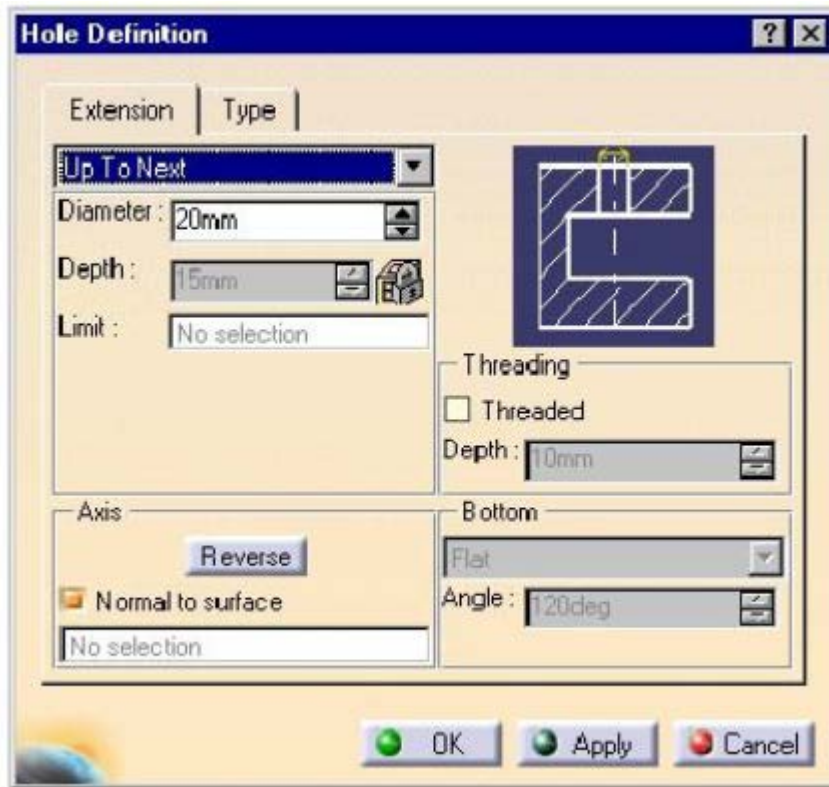 Hole Definition
Extension
Type
Up To Next
Diameter :
20mm
Depth :
15mm
Limit :
No selection
Threading
Threaded
Depth :
10mm
Axis
Reverse
Normal to surface
No selection
Bottom
Flat
Angle :
120deg
OK
Apply
Cancel